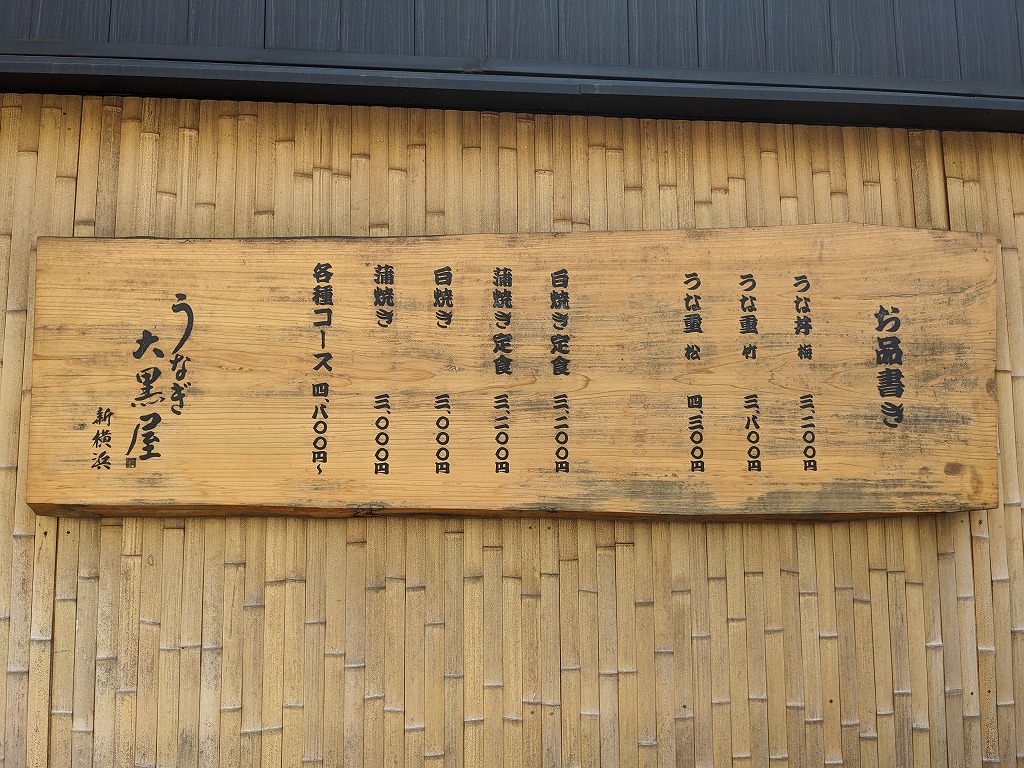 お品書き
うな丼 梅 三、二〇〇円
うな重 竹 三、八〇〇円
うな重 松 四、三〇〇円
白焼き定食 三、二〇〇円
蒲焼き定食 三、二〇〇円
白焼き 三、〇〇〇円
蒲焼き 三、〇〇〇円
各種コース 四、八〇〇円～
うなぎ
大黒屋
新横浜